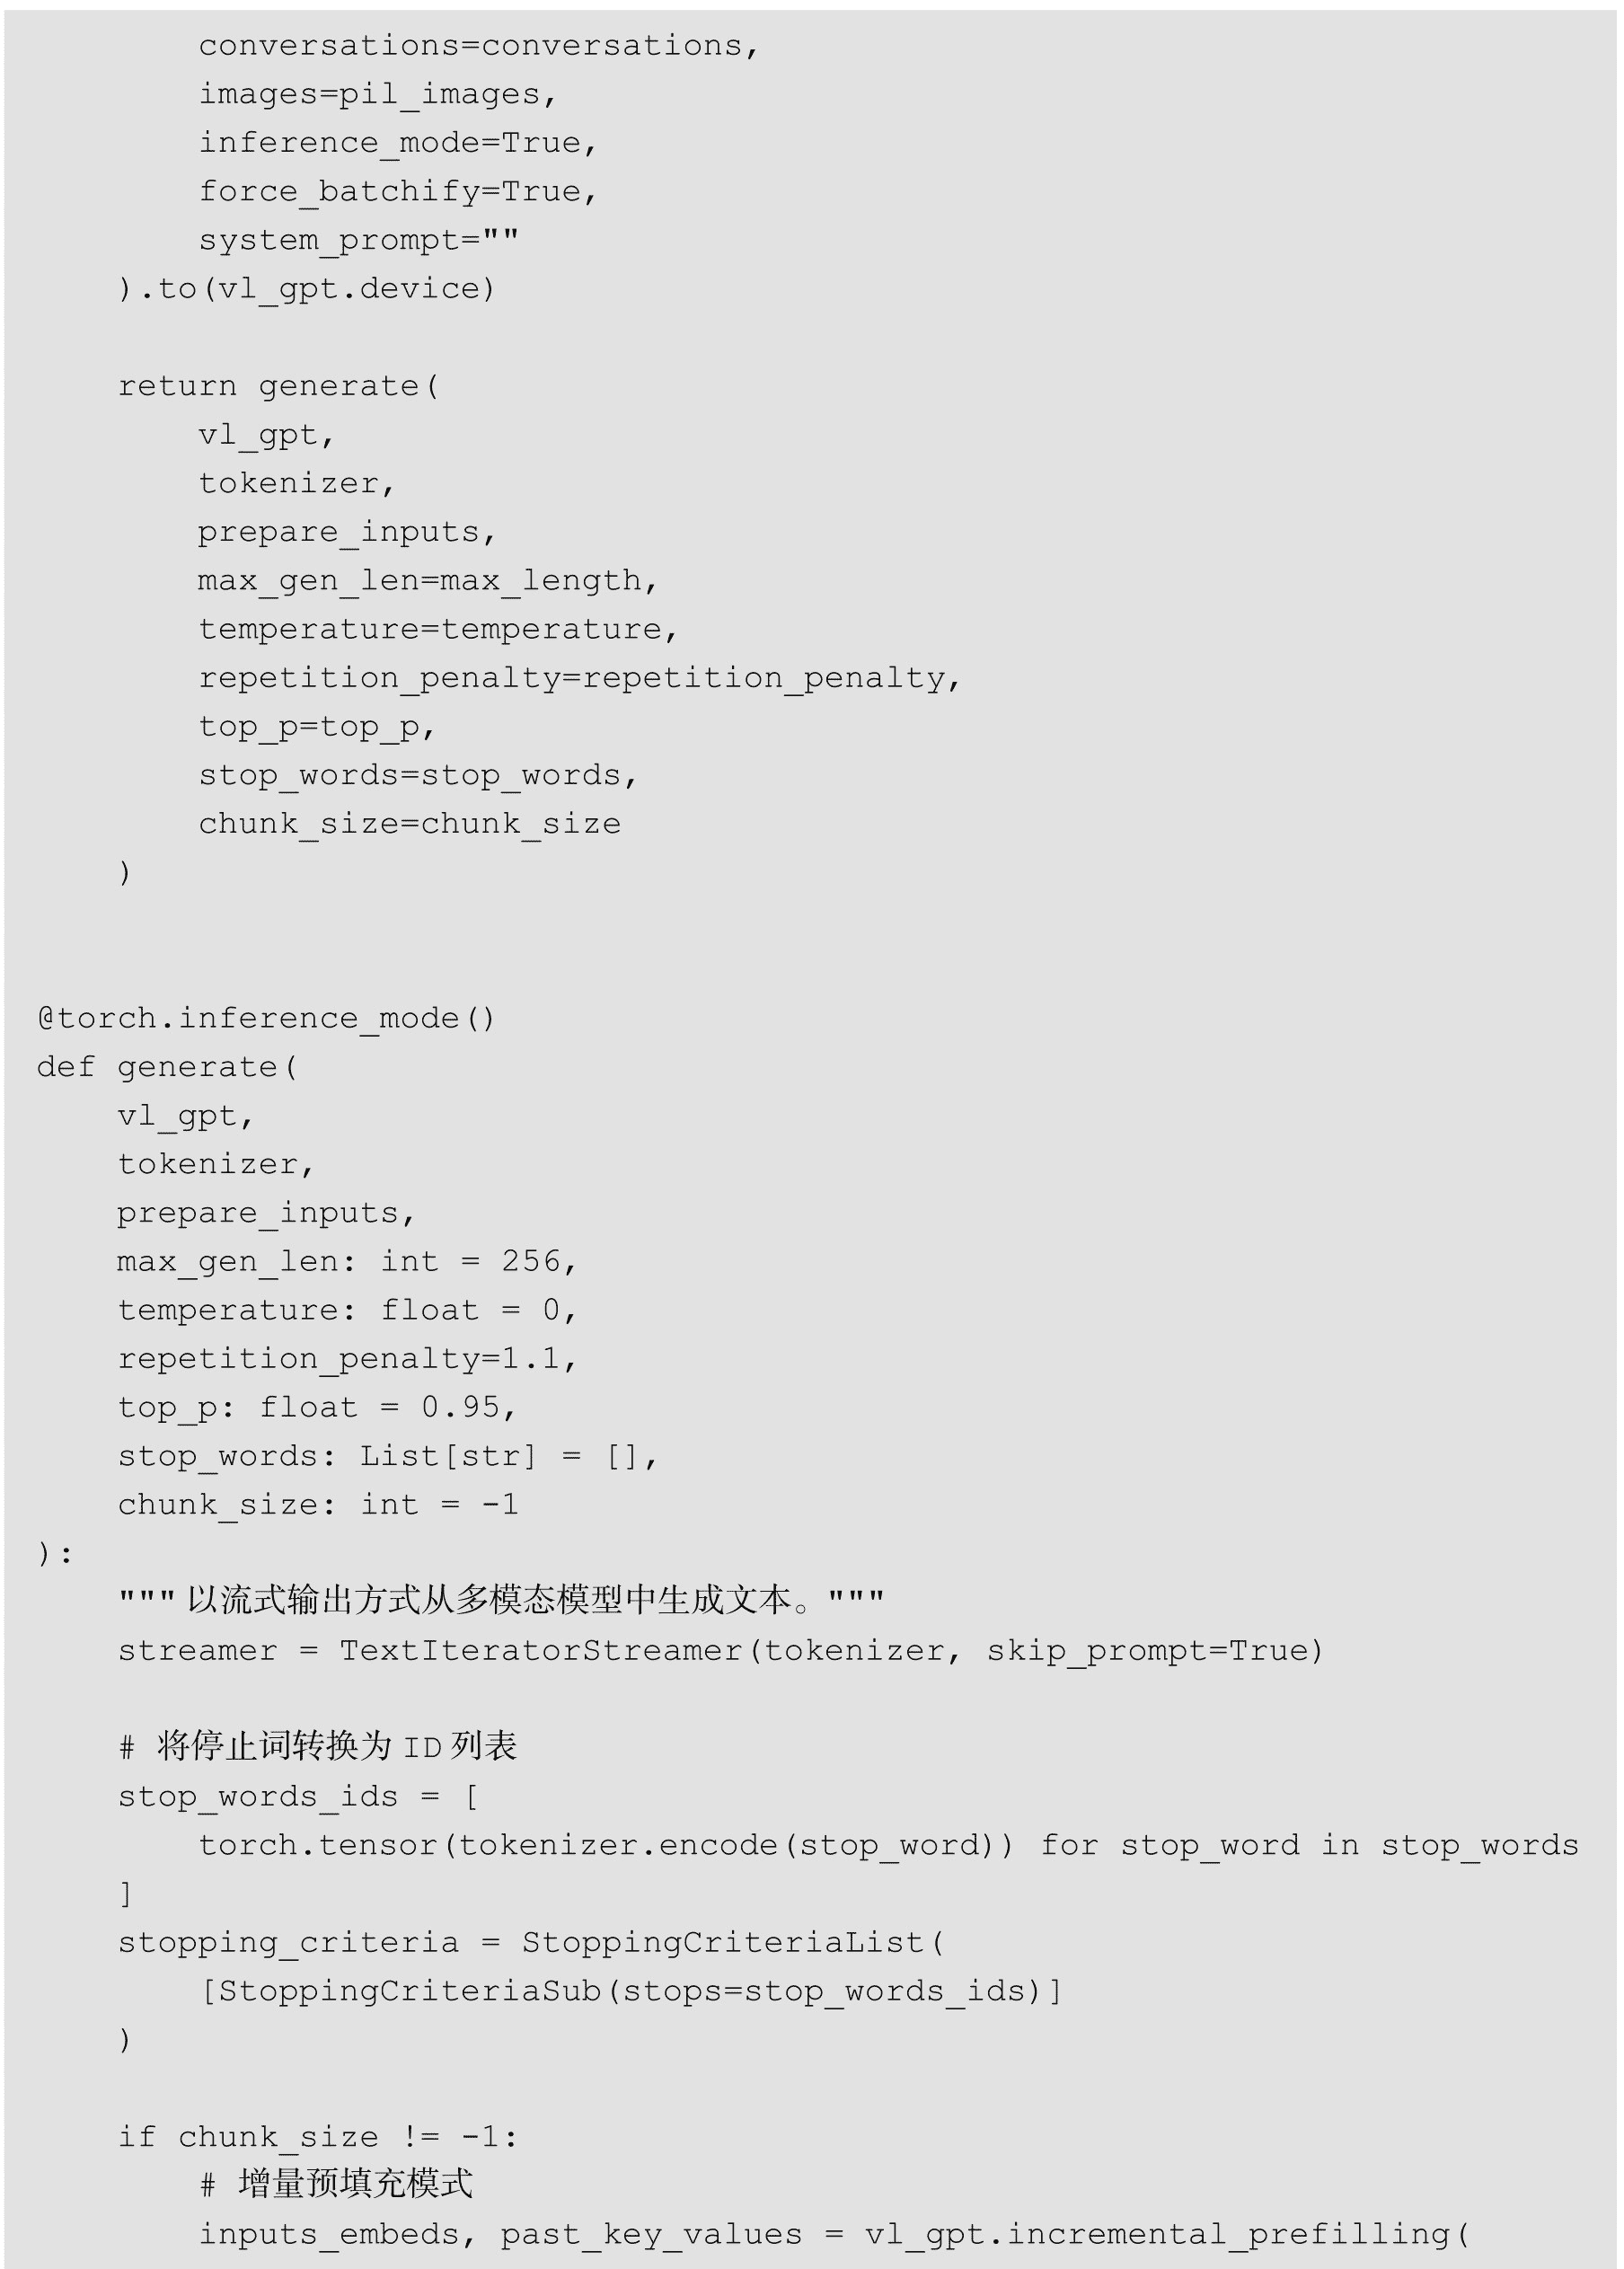 conversations=conversations,
        images=pil_images,
        inference_mode=True,
        force_batchify=True,
        system_prompt=""
    ).to(vl_gpt.device)

    return generate(
        vl_gpt,
        tokenizer,
        prepare_inputs,
        max_gen_len=max_length,
        temperature=temperature,
        repetition_penalty=repetition_penalty,
        top_p=top_p,
        stop_words=stop_words,
        chunk_size=chunk_size
    )


@torch.inference_mode()
def generate(
    vl_gpt,
    tokenizer,
    prepare_inputs,
    max_gen_len: int = 256,
    temperature: float = 0,
    repetition_penalty=1.1,
    top_p: float = 0.95,
    stop_words: List[str] = [],
    chunk_size: int = -1
):
    """以流式输出方式从多模态模型中生成文本。"""
    streamer = TextIteratorStreamer(tokenizer, skip_prompt=True)

    # 将停止词转换为 ID 列表
    stop_words_ids = [
        torch.tensor(tokenizer.encode(stop_word)) for stop_word in stop_words
    ]
    stopping_criteria = StoppingCriteriaList(
        [StoppingCriteriaSub(stops=stop_words_ids)]
    )

    if chunk_size != -1:
        # 增量预填充模式
        inputs_embeds, past_key_values = vl_gpt.incremental_prefilling(